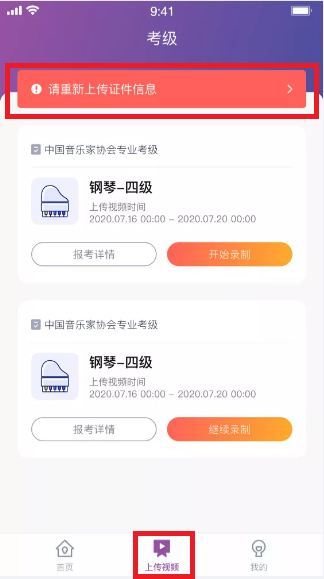 9:41
考级
请重新上传证件信息
中国音乐家协会专业考级
钢琴-四级
上传视频时间
2020.07.16 00:00 - 2020.07.20 00:00
报考详情
开始录制
中国音乐家协会专业考级
钢琴-四级
上传视频时间
2020.07.16 00:00 - 2020.07.20 00:00
报考详情
继续录制
首页
上传视频
我的